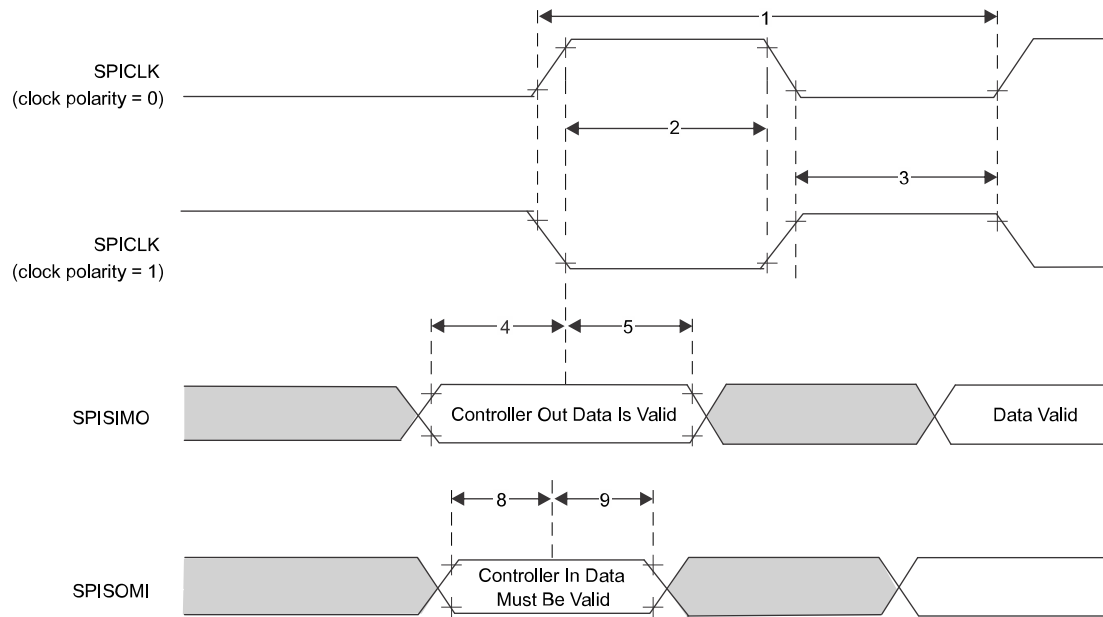 1
SPICLK
(clock polarity = 0)
2
3
SPICLK
(clock polarity = 1)
4
5
SPISIMO
Controller Out Data Is Valid
Data Valid
8
9
SPISOMI
Controller In Data
Must Be Valid